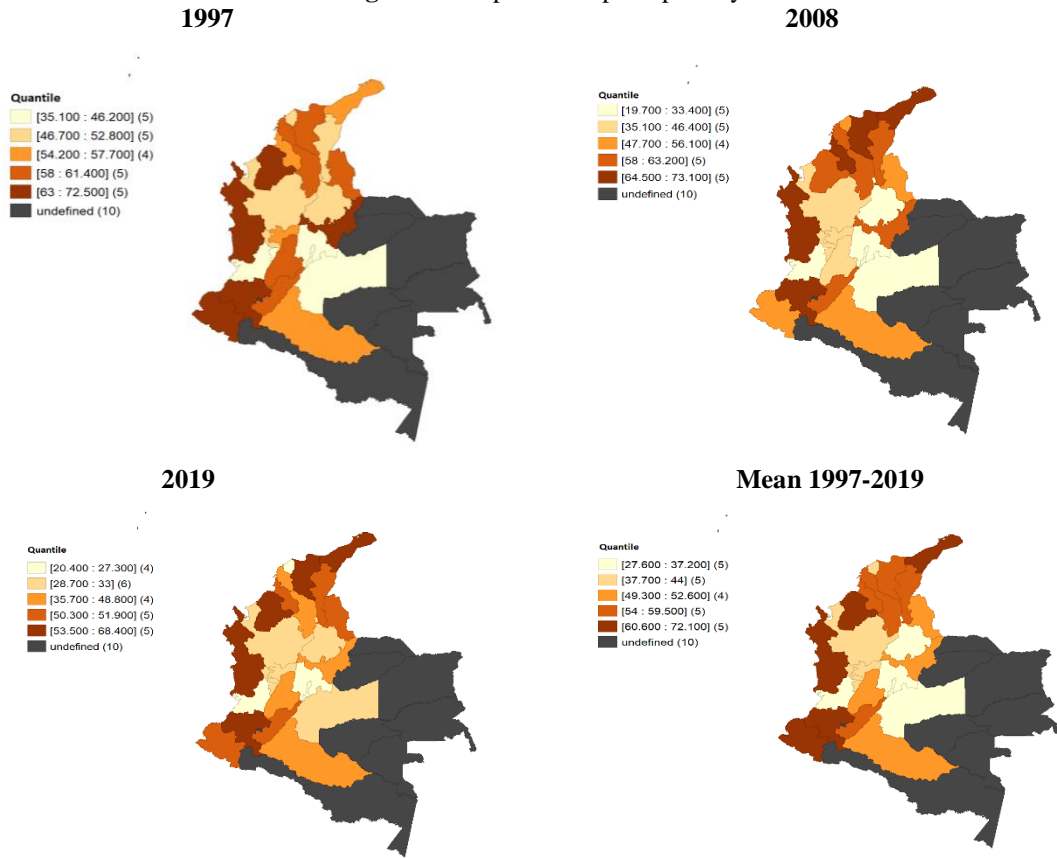 1997
Quantile
[35.100 : 46.200] (5)
[46.700 : 52.800] (5)
[54.200 : 57.700] (4)
[58 : 61.400] (5)
[63 : 72.500] (5)
undefined (10)
2008
Quantile
[19.700 : 33.400] (5)
[35.100 : 46.400] (5)
[47.700 : 56.100] (4)
[58 : 63.200] (5)
[64.500 : 73.100] (5)
undefined (10)
2019
Quantile
[20.400 : 27.300] (4)
[28.700 : 33] (6)
[35.700 : 48.800] (4)
[50.300 : 51.900] (5)
[53.500 : 68.400] (5)
undefined (10)
Mean 1997-2019
Quantile
[27.600 : 37.200] (5)
[37.700 : 44] (5)
[49.300 : 52.600] (4)
[54 : 59.500] (5)
[60.600 : 72.100] (5)
undefined (10)